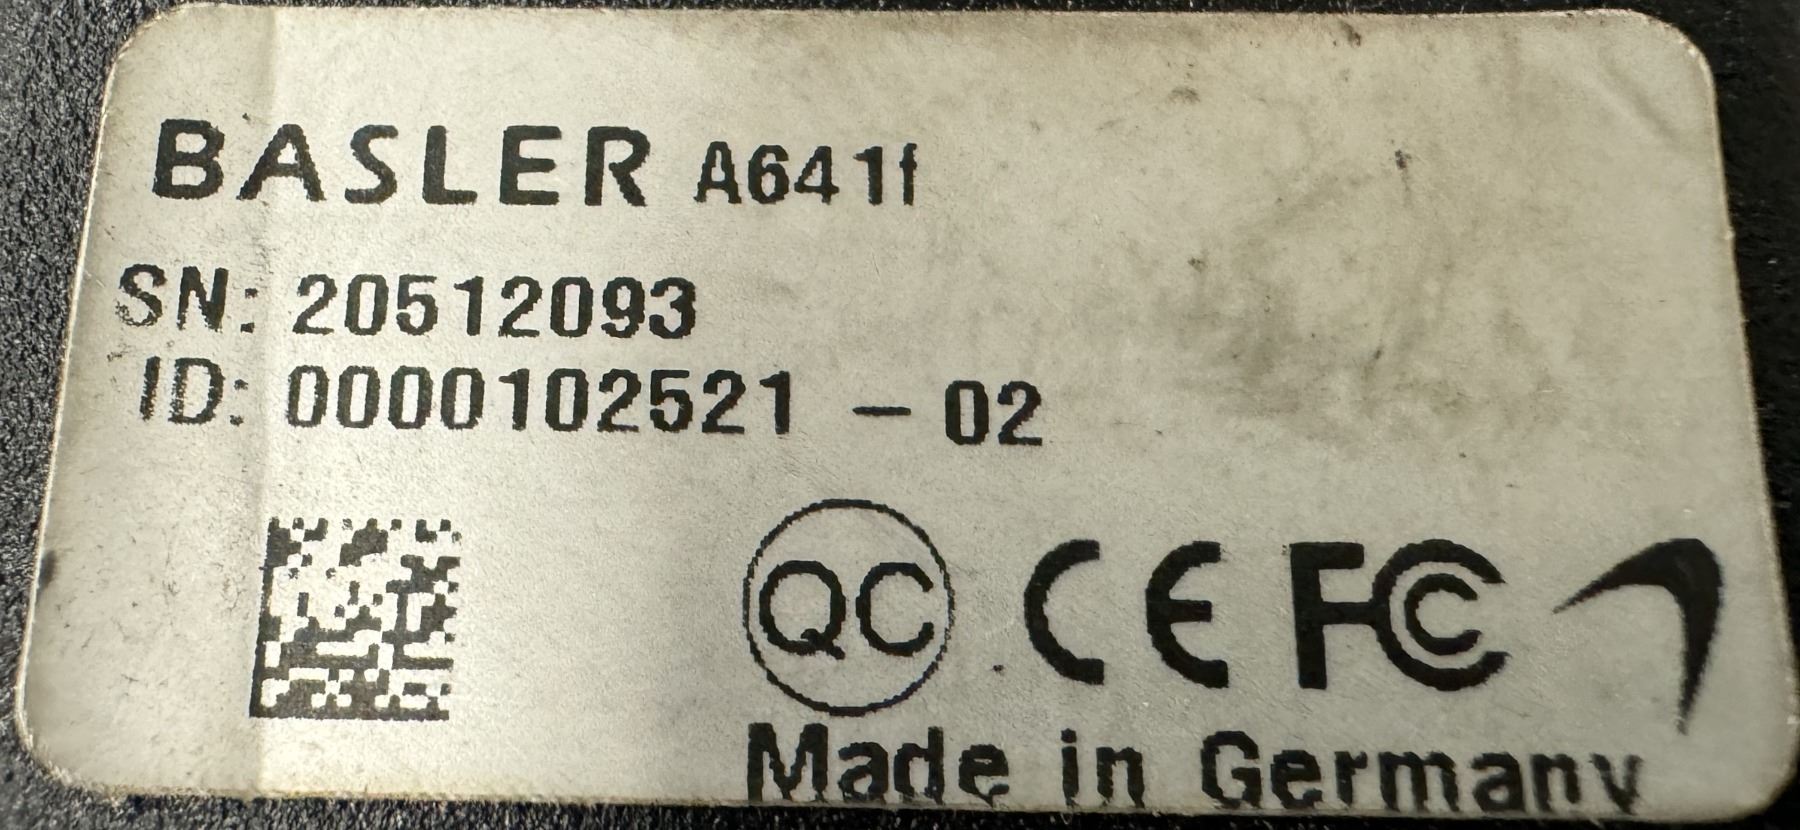 BASLER A641f
SN: 20512093
ID: 0000102521 - 02
QC CE FC
Made in Germany